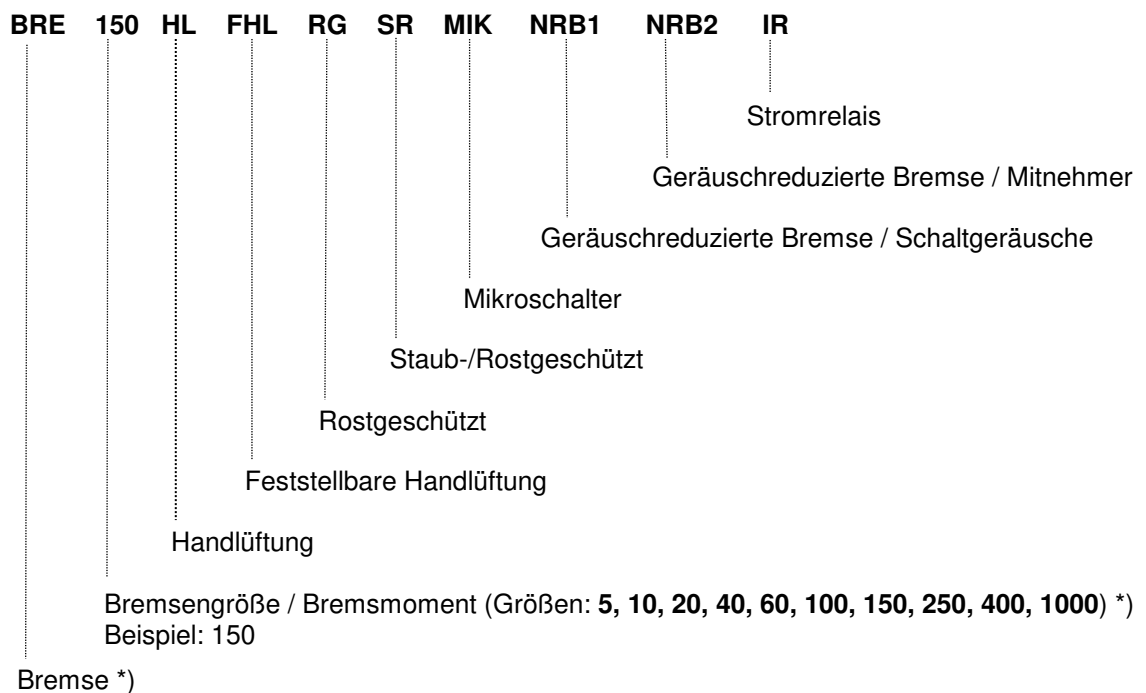 BRE 150 HL FHL RG SR MIK NRB1 NRB2 IR
Stromrelais
Geräuschreduzierte Bremse / Mitnehmer
Geräuschreduzierte Bremse / Schaltgeräusche
Mikroschalter
Staub-/Rostgeschützt
Rostgeschützt
Feststellbare Handlüftung
Handlüftung
Bremsengröße / Bremsmoment (Größen: 5, 10, 20, 40, 60, 100, 150, 250, 400, 1000) *)
Beispiel: 150
Bremse *)